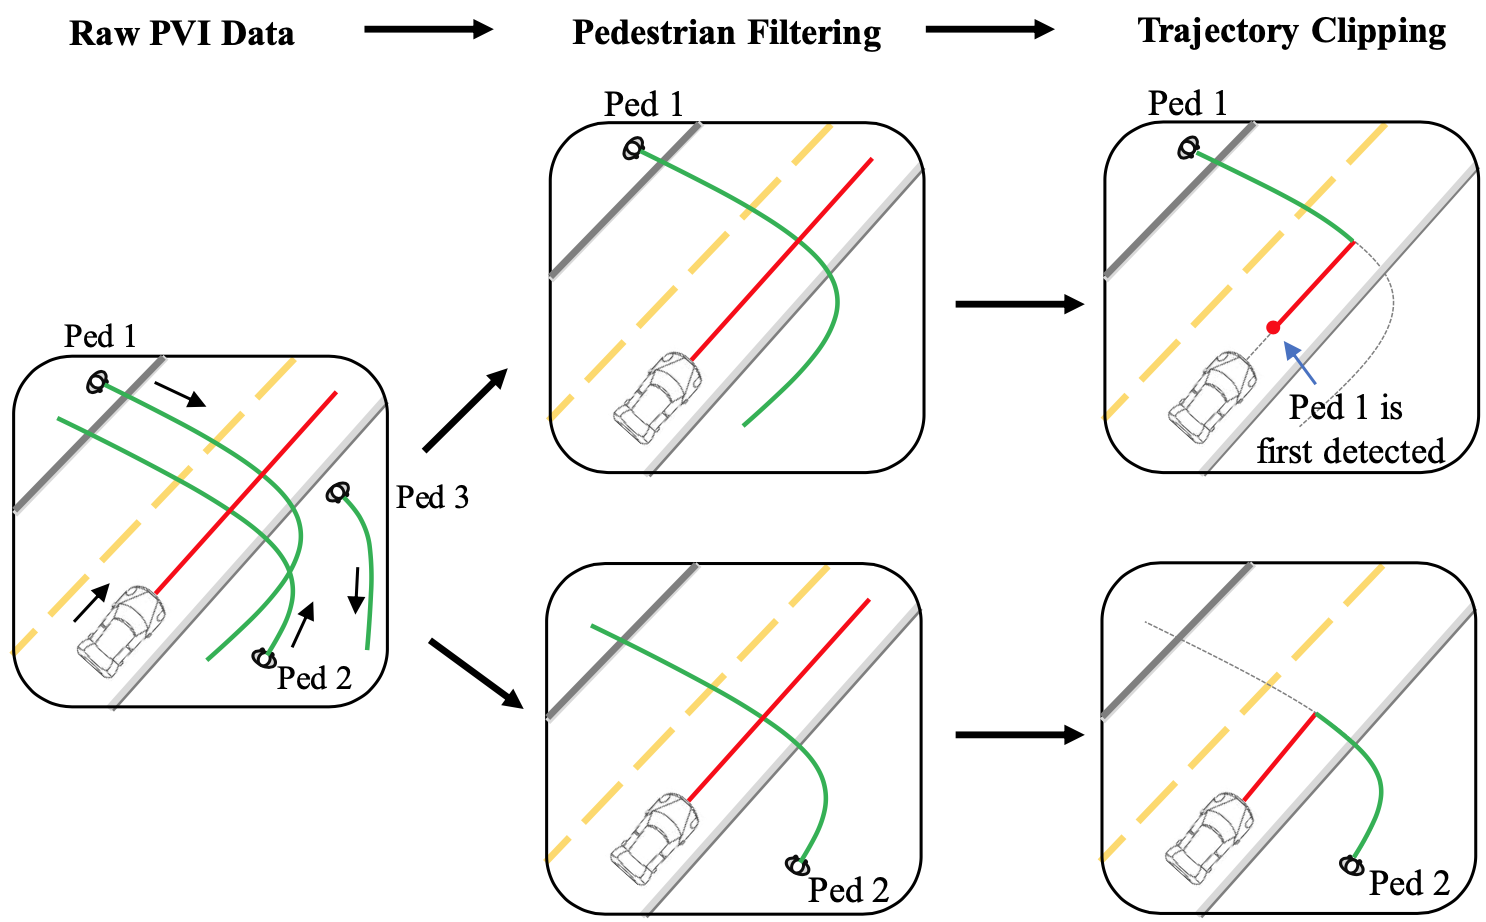 Raw PVI Data
Pedestrian Filtering
Trajectory Clipping
Ped 1
Ped 3
Ped 2
Ped 1
Ped 2
Ped 1
Ped 1 is
first detected
Ped 2